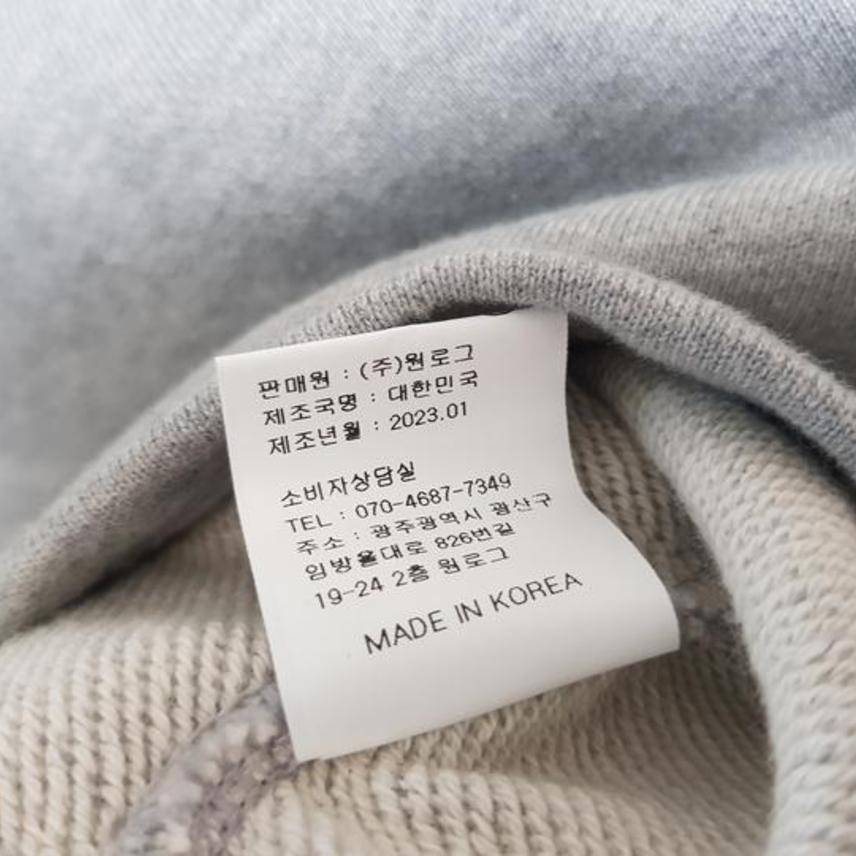 판매원 : (주)원로그
제조국명 : 대한민국
제조년월 : 2023.01
소비자상담실
TEL : 070-4687-7349
주소 : 광주광역시 광산구
임방울대로 826번길
19-24 2층 원로그
MADE IN KOREA